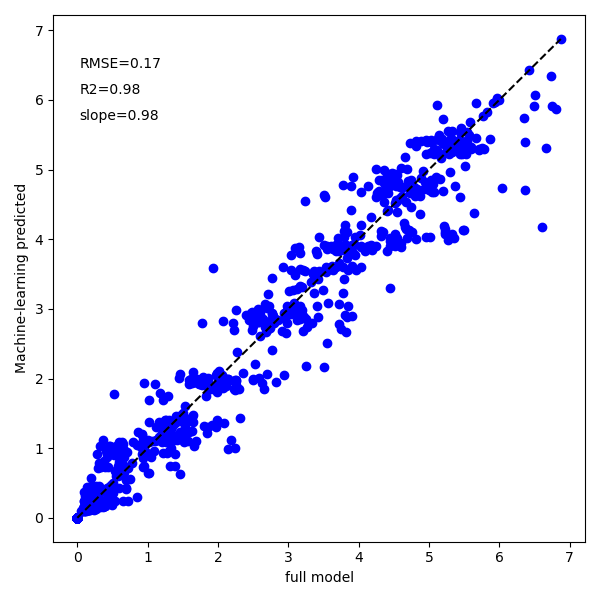 RMSE=0.17
R2=0.98
slope=0.98
Machine-learning predicted
7
6
5
4
3
2
1
0
0 1 2 3 4 5 6 7
full model